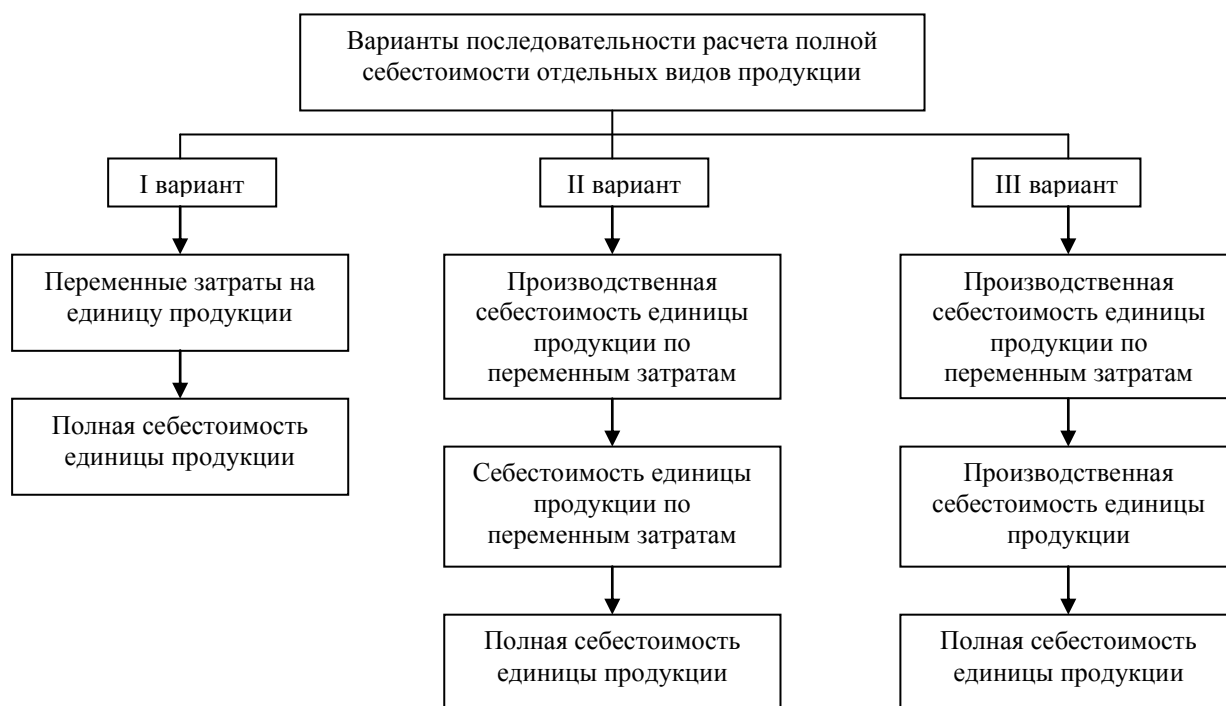 Варианты последовательности расчета полной
себестоимости отдельных видов продукции
I вариант
II вариант
III вариант
Переменные затраты на
единицу продукции
Полная себестоимость
единицы продукции
Производственная
себестоимость единицы
продукции по
переменным затратам
Себестоимость единицы
продукции по
переменным затратам
Полная себестоимость
единицы продукции
Производственная
себестоимость единицы
продукции по
переменным затратам
Производственная
себестоимость единицы
продукции
Полная себестоимость
единицы продукции